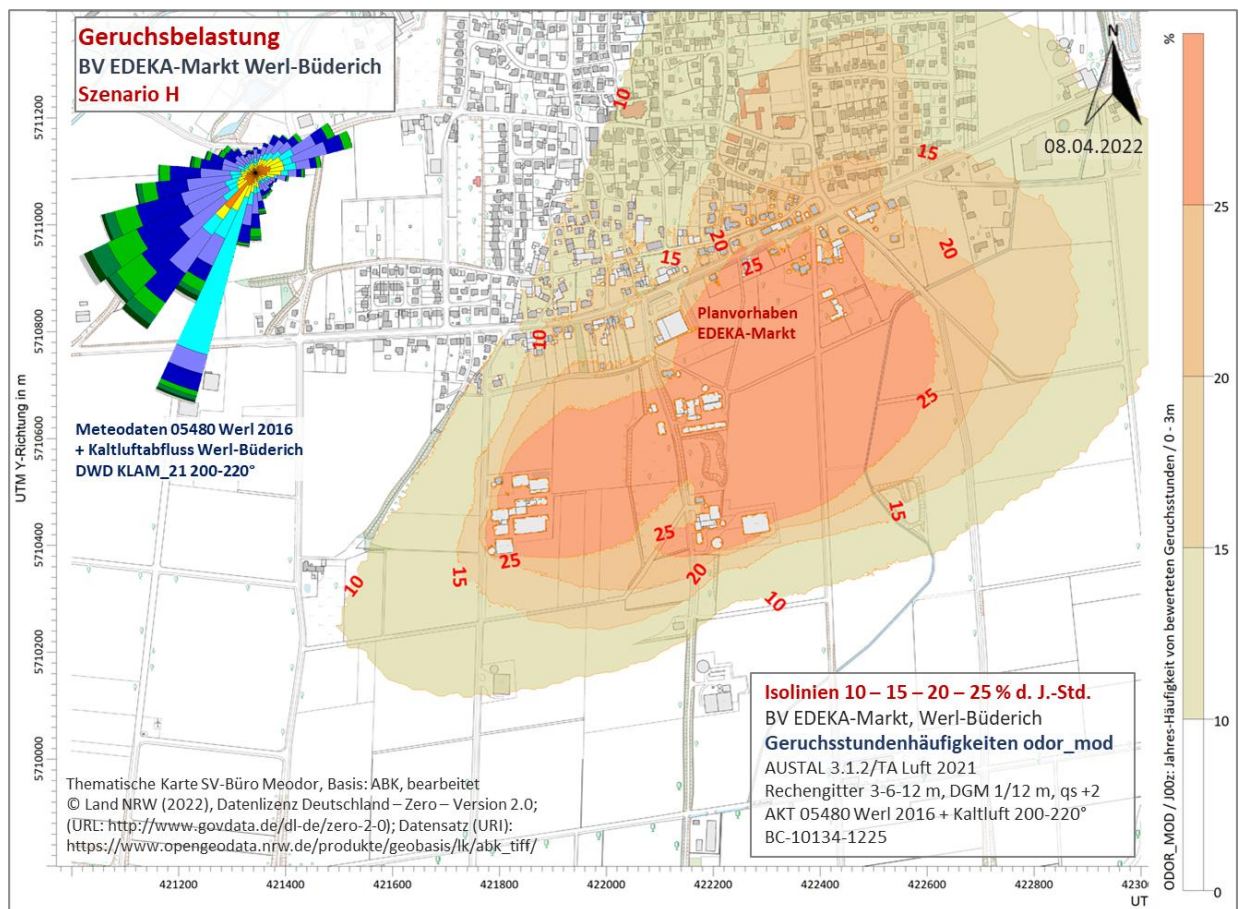 Geruchsbelastung
BV EDEKA-Markt Werl-Büderich
Szenario H
N
08.04.2022
%
10
15
20
15
25
20
10
Planvorhaben
EDEKA-Markt
25
15
25
25
20
15
10
10
Meteodaten 05480 Werl 2016
+ Kaltluftabfluss Werl-Büderich
DWD KLAM_21 200-220°
Isolinien 10 – 15 – 20 – 25 % d. J.-Std.
BV EDEKA-Markt, Werl-Büderich
Geruchsstundenhäufigkeiten odor_mod
AUSTAL 3.1.2/TA Luft 2021
Rechengitter 3-6-12 m, DGM 1/12 m, qs +2
AKT 05480 Werl 2016 + Kaltluft 200-220°
BC-10134-1225
Thematische Karte SV-Büro Meodor, Basis: ABK, bearbeitet
© Land NRW (2022), Datenlizenz Deutschland – Zero – Version 2.0;
(URL: http://www.govdata.de/dl-de/zero-2-0); Datensatz (URI):
https://www.opengeodata.nrw.de/produkte/geobasis/lk/abk_tiff/
UTM Y-Richtung in m
5711200
5711000
5710800
5710600
5710400
5710200
5710000
421200
421400
421600
421800
422000
422200
422400
422600
422800
42300
UT
25
20
15
10
0
ODOR_MOD / J00z: Jahres-Häufigkeit von bewerteten Geruchsstunden / 0 - 3m